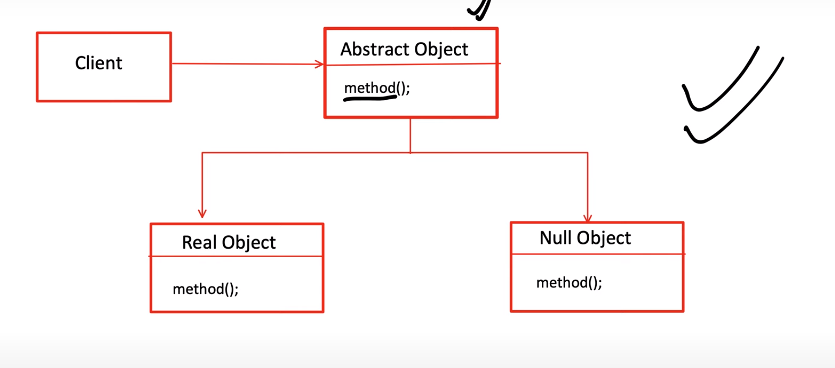 Client
Abstract Object
method();
Real Object
method();
Null Object
method();